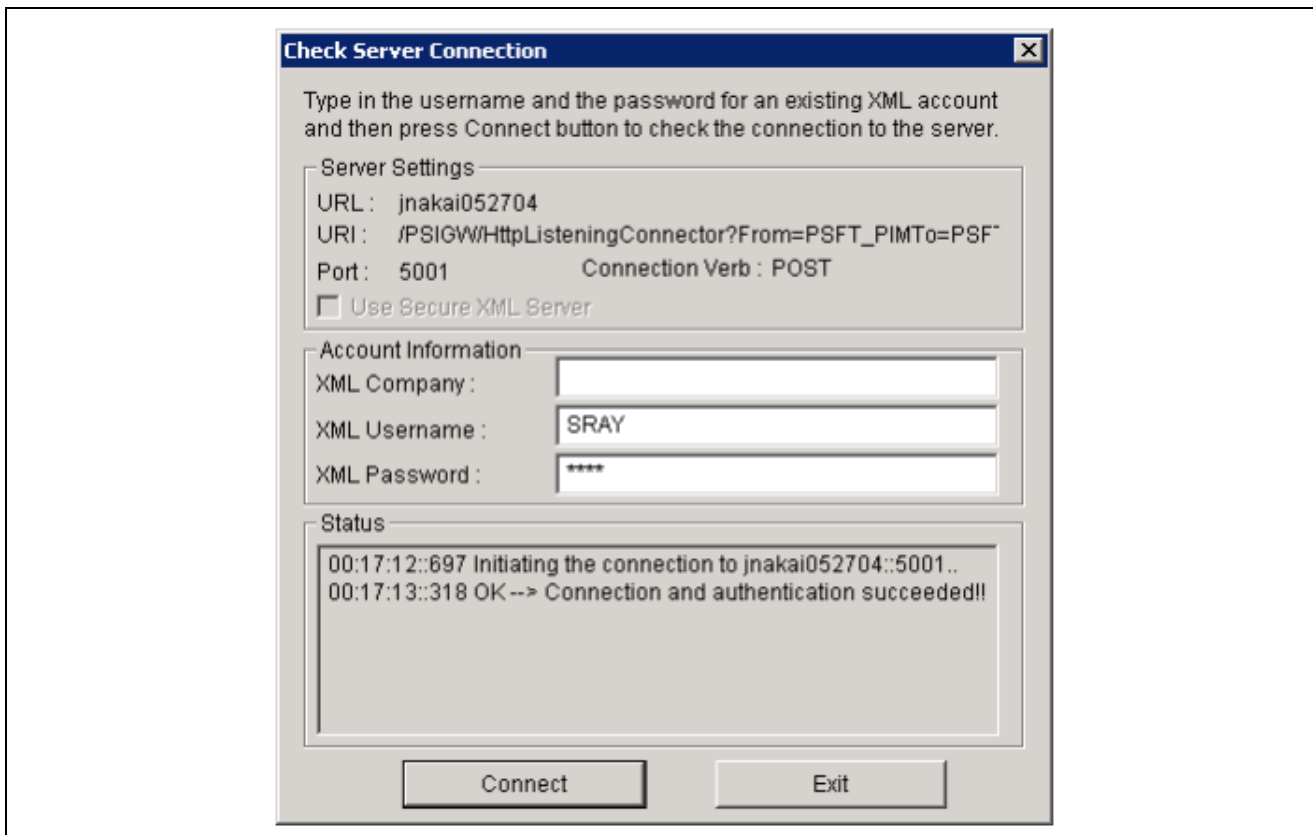 Check Server Connection
Type in the username and the password for an existing XML account
and then press Connect button to check the connection to the server.
Server Settings
URL : jnakai052704
URI : /PSIGW/HttpListeningConnector?From=PSFT_PIMTo=PSFT
Port : 5001 Connection Verb : POST
Use Secure XML Server
Account Information
XML Company :
XML Username : SRAY
XML Password : ****
Status
00:17:12::697 Initiating the connection to jnakai052704::5001..
00:17:13::318 OK --> Connection and authentication succeeded!!
Connect Exit